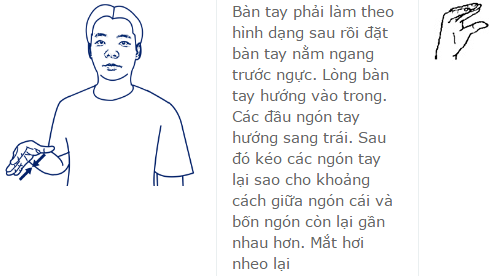 Bàn tay phải làm theo
hình dạng sau rồi đặt
bàn tay nằm ngang
trước ngực. Lòng bàn
tay hướng vào trong.
Các đầu ngón tay
hướng sang trái. Sau
đó kéo các ngón tay
lại sao cho khoảng
cách giữa ngón cái và
bốn ngón còn lại gần
nhau hơn. Mắt hơi
nheo lại